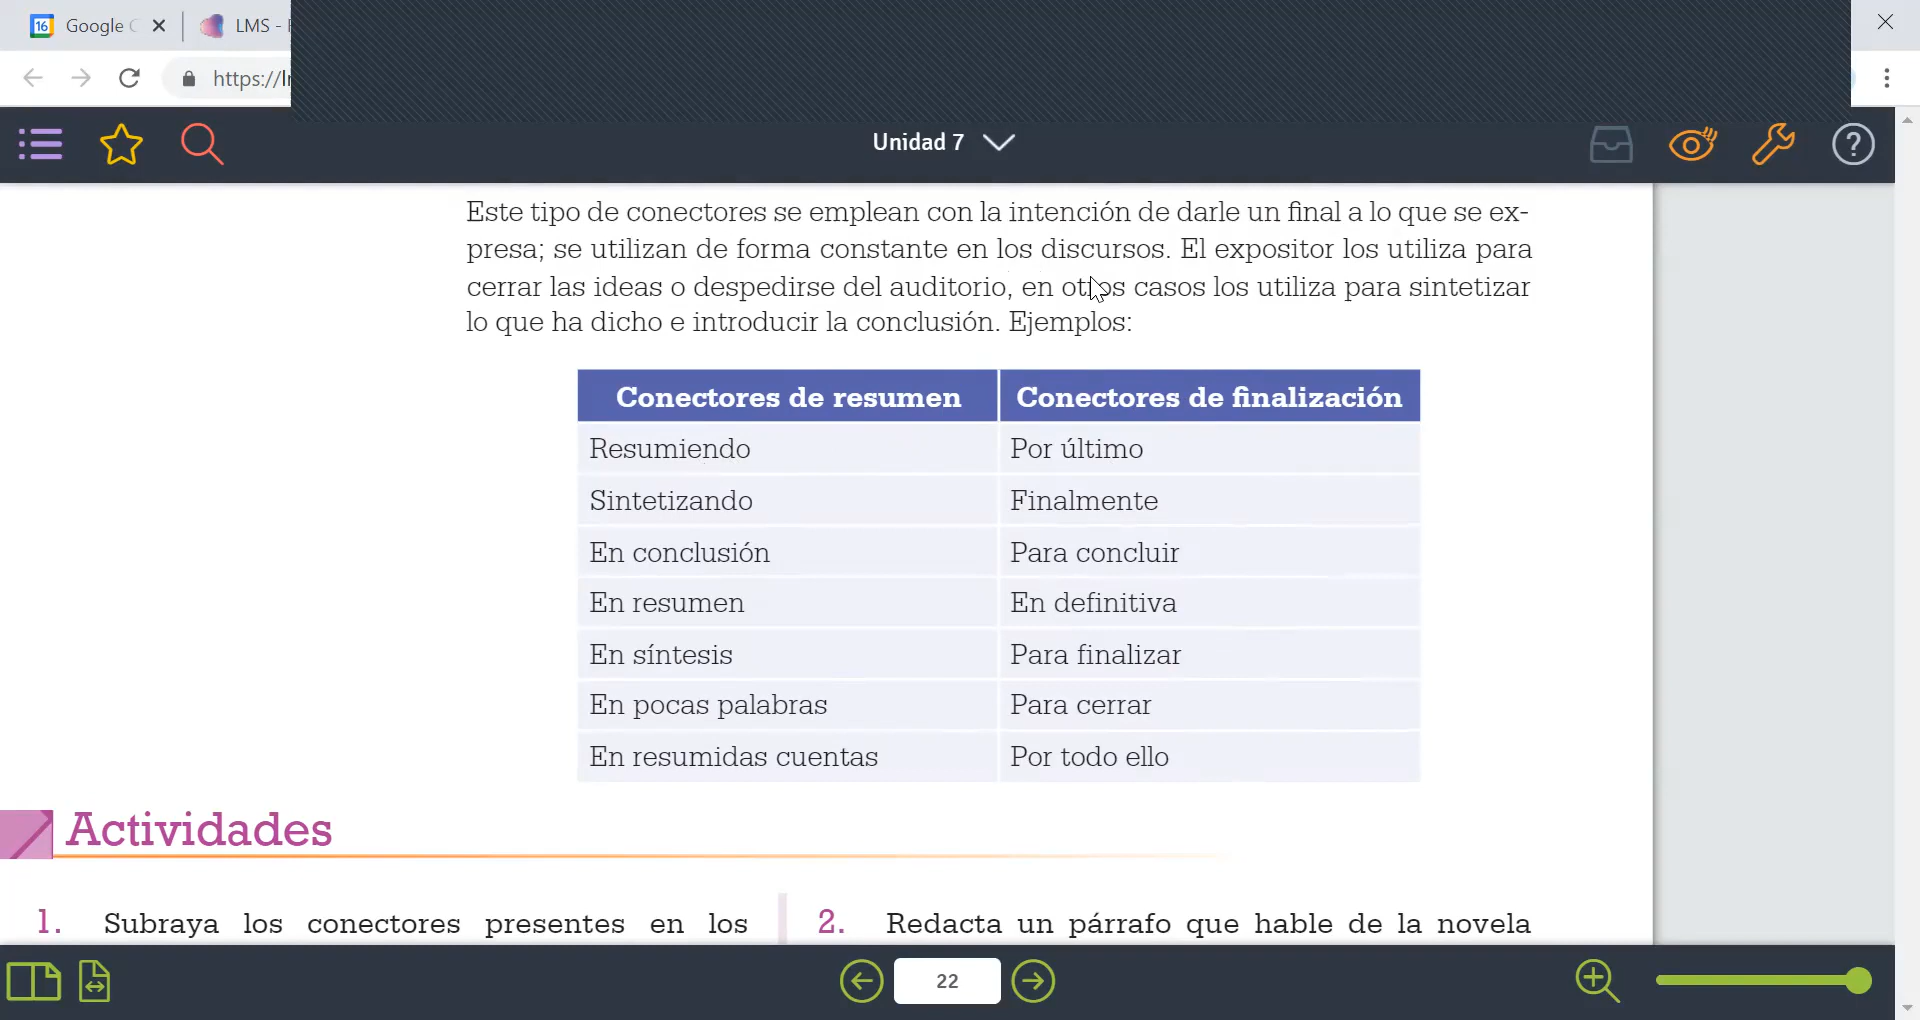 16 Google
LMS -
https://
Unidad 7
Este tipo de conectores se emplean con la intención de darle un final a lo que se ex-
presa; se utilizan de forma constante en los discursos. El expositor los utiliza para
cerrar las ideas o despedirse del auditorio, en otros casos los utiliza para sintetizar
lo que ha dicho e introducir la conclusión. Ejemplos:
Conectores de resumen Conectores de finalización
Resumiendo Por último
Sintetizando Finalmente
En conclusión Para concluir
En resumen En definitiva
En síntesis Para finalizar
En pocas palabras Para cerrar
En resumidas cuentas Por todo ello
Actividades
1. Subraya los conectores presentes en los
2. Redacta un párrafo que hable de la novela
22